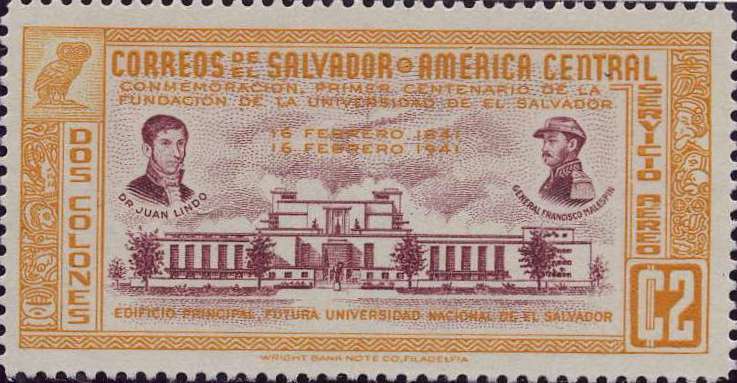 CORREOS DE EL SALVADOR AMERICA CENTRAL
CONMEMORACION, PRIMER CENTENARIO DE LA
FUNDACIÓN DE LA UNIVERSIDAD DE EL SALVADOR
16 FEBRERO 1841
16 FEBRERO 1941
DR JUAN LINDO
GENERAL FRANCISCO MALESPIN
DOS COLONES
SERVICIO AEREO
EDIFICIO PRINCIPAL, FUTURA UNIVERSIDAD NACIONAL DE EL SALVADOR
₡2
WRIGHT BANK NOTE CO, FILADELFIA